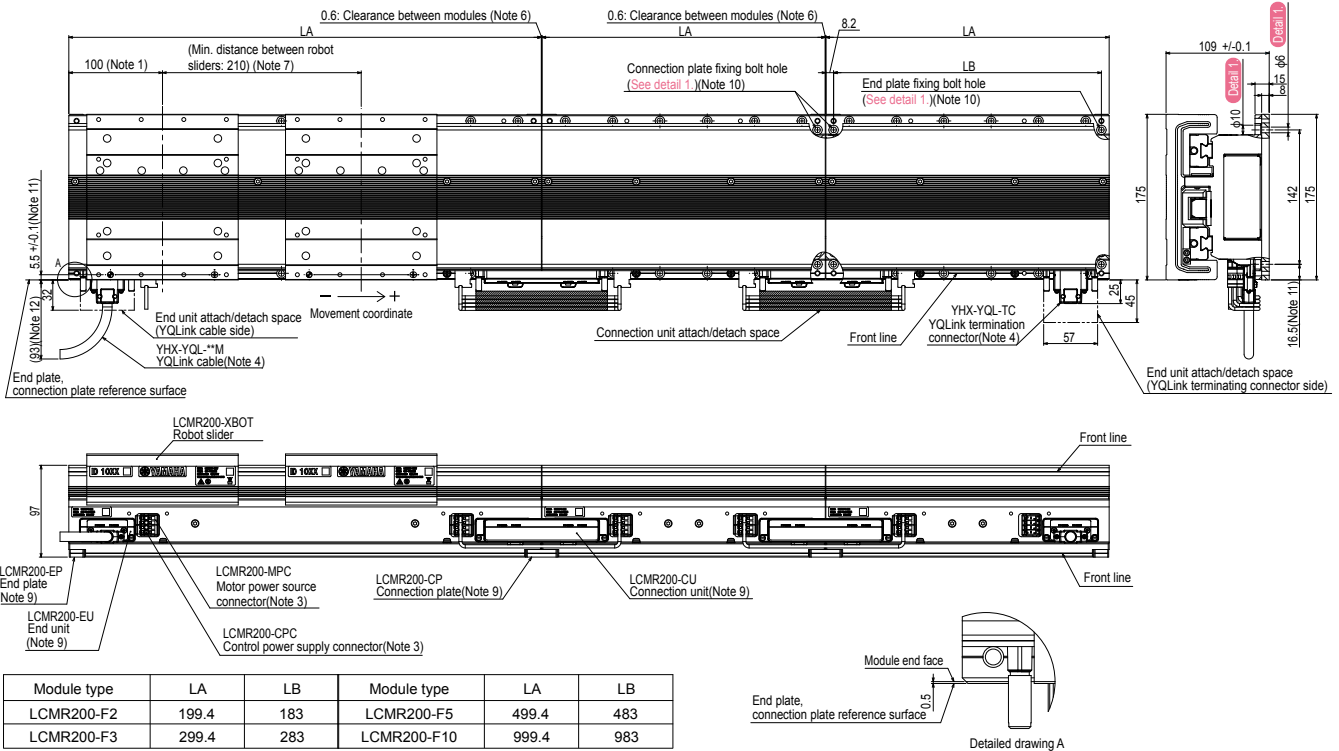 0.6: Clearance between modules (Note 6)
0.6: Clearance between modules (Note 6)
LA
LA
LA
8.2
LB
100 (Note 1)
(Min. distance between robot
sliders: 210) (Note 7)
Connection plate fixing bolt hole
(See detail 1.)(Note 10)
End plate fixing bolt hole
(See detail 1.)(Note 10)
109 +/-0.1
Detail 1.
Detail 1.
φ6
15
8
φ10
175
142
175
16.5(Note 11)
5.5 +/-0.1(Note 11)
A
32
(93)(Note 12)
End unit attach/detach space
(YQLink cable side)
YHX-YQL-**M
YQLink cable(Note 4)
End plate,
connection plate reference surface
− +
Movement coordinate
Connection unit attach/detach space
Front line
YHX-YQL-TC
YQLink termination
connector(Note 4)
25
45
57
End unit attach/detach space
(YQLink terminating connector side)
LCMR200-XBOT
Robot slider
Front line
ID 10XX
YAMAHA
ID 10XX
YAMAHA
97
LCMR200-EP
End plate
(Note 9)
LCMR200-EU
End unit
(Note 9)
LCMR200-MPC
Motor power source
connector(Note 3)
LCMR200-CPC
Control power supply connector(Note 3)
LCMR200-CP
Connection plate(Note 9)
LCMR200-CU
Connection unit(Note 9)
Front line
Module type LA LB Module type LA LB
LCMR200-F2 199.4 183 LCMR200-F5 499.4 483
LCMR200-F3 299.4 283 LCMR200-F10 999.4 983
Module end face
End plate,
connection plate reference surface
0.5
Detailed drawing A